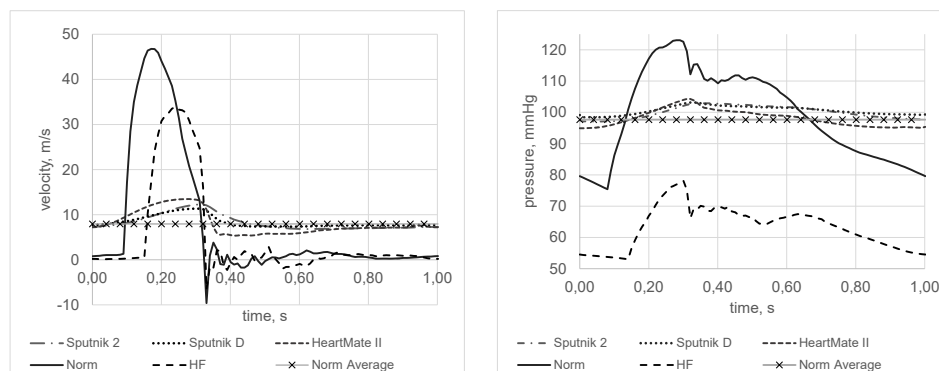 50
40
30
20
10
0
-10
velocity, m/s
0,00 0,20 0,40 0,60 0,80 1,00
time, s
Sputnik 2 Sputnik D HeartMate II
Norm HF Norm Average
120
110
100
90
80
70
60
50
pressure, mmHg
0,00 0,20 0,40 0,60 0,80 1,00
time, s
Sputnik 2 Sputnik D HeartMate II
Norm HF Norm Average